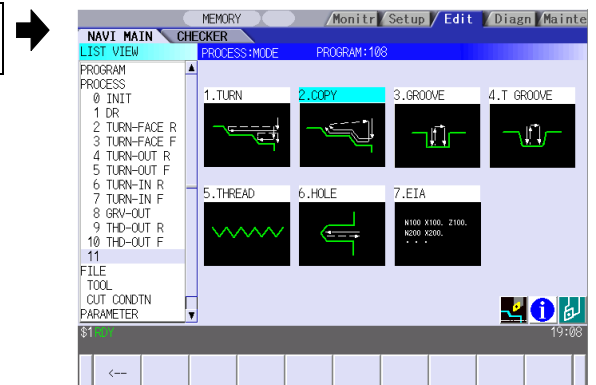 MEMORY Monitr Setup Edit Diagn Mainte
NAVI MAIN CHECKER
LIST VIEW PROCESS:MODE PROGRAM:108
PROGRAM
PROCESS
0 INIT
1 DR
2 TURN-FACE R
3 TURN-FACE F
4 TURN-OUT R
5 TURN-OUT F
6 TURN-IN R
7 TURN-IN F
8 GRV-OUT
9 THD-OUT R
10 THD-OUT F
11
FILE
TOOL
CUT CONDTN
PARAMETER
1.TURN 2.COPY 3.GROOVE 4.T GROOVE
5.THREAD 6.HOLE 7.EIA
N100 X100. Z100.
N200 X200.
. . .
$1 RDY 19:08
<--